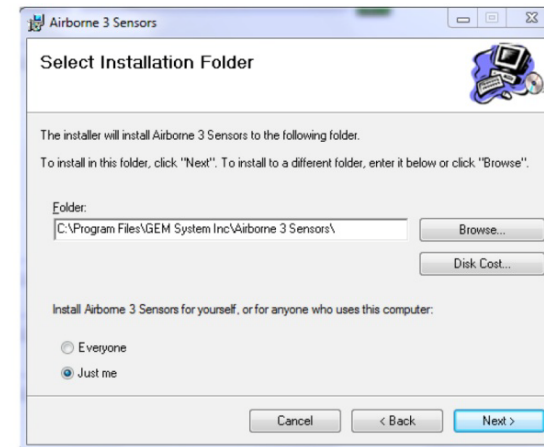 Airborne 3 Sensors
Select Installation Folder
The installer will install Airborne 3 Sensors to the following folder.
To install in this folder, click "Next". To install to a different folder, enter it below or click "Browse".
Folder:
C:\Program Files\GEM System Inc\Airborne 3 Sensors\
Browse...
Disk Cost...
Install Airborne 3 Sensors for yourself, or for anyone who uses this computer:
Everyone
Just me
Cancel
< Back
Next >